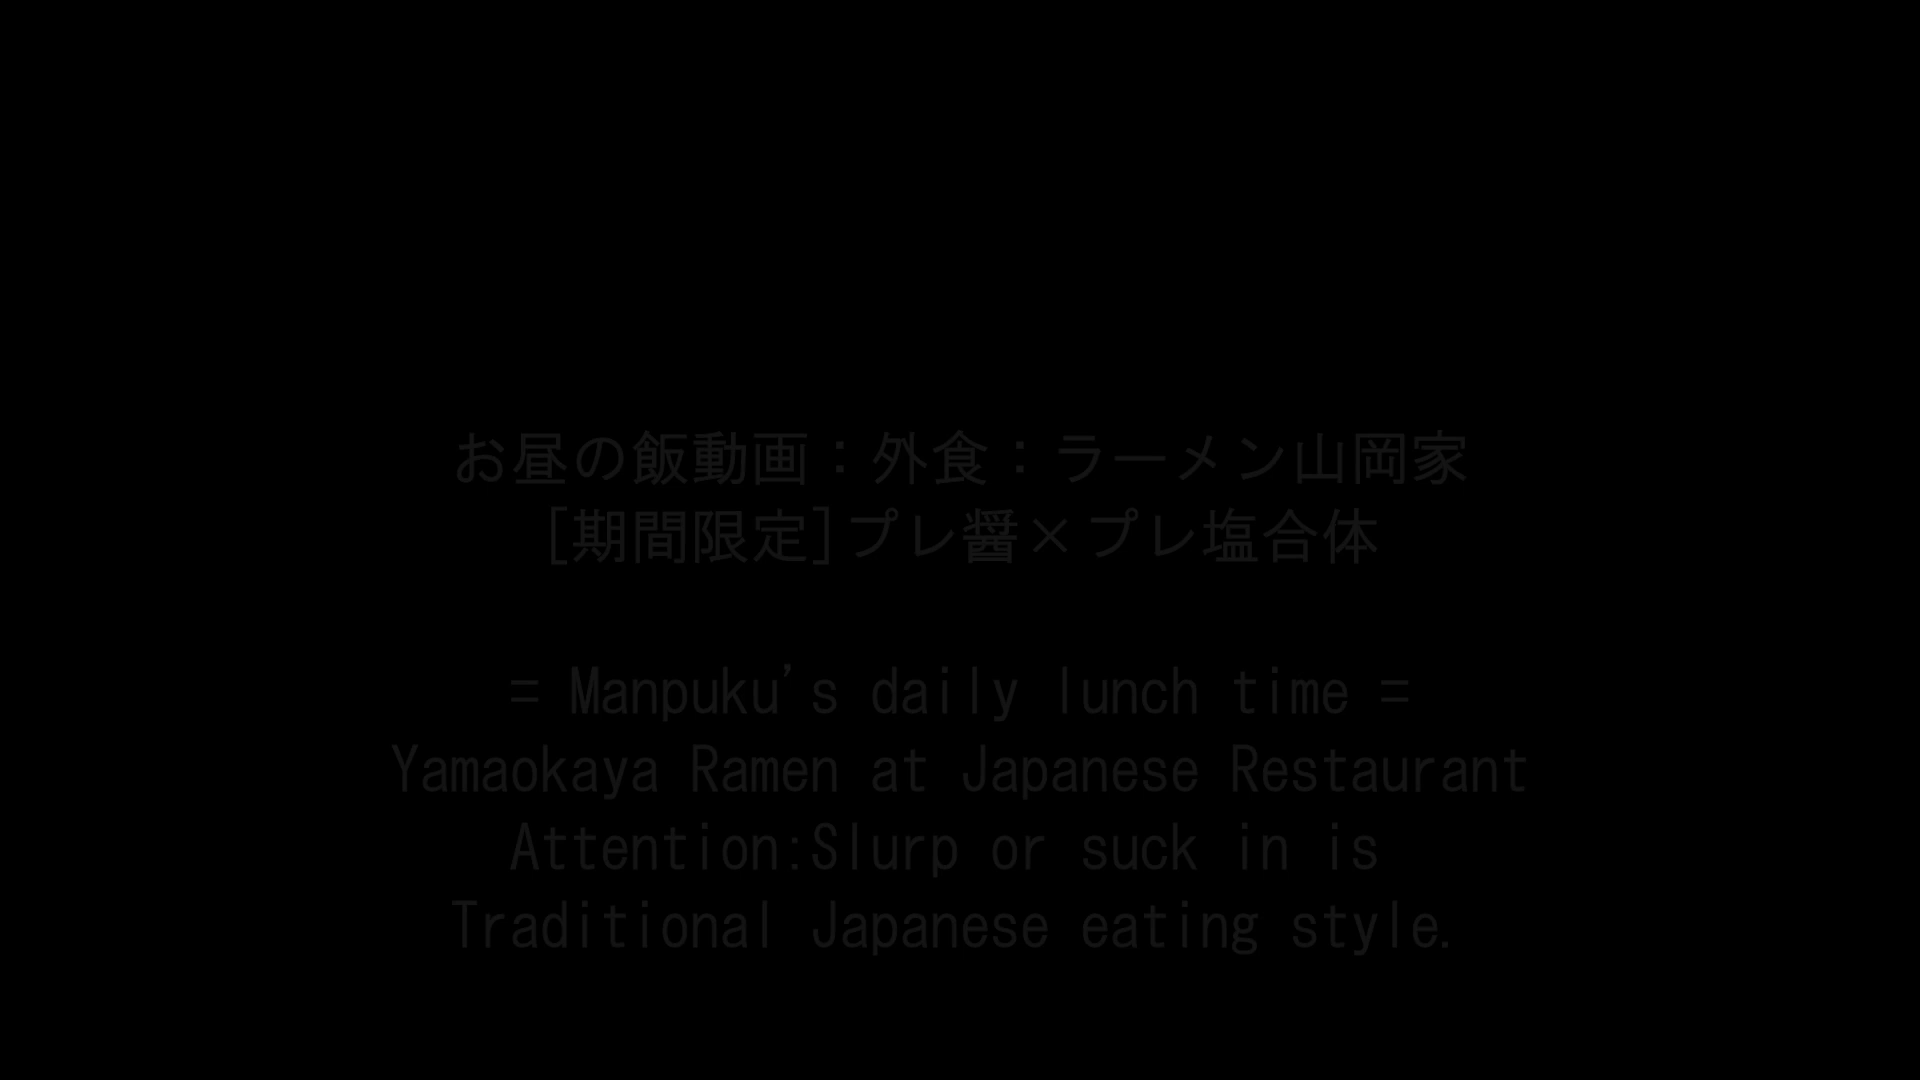 お昼の飯動画：外食：ラーメン山岡家
[期間限定]プレ醤×プレ塩合体
= Manpuku's daily lunch time =
Yamaokaya Ramen at Japanese Restaurant
Attention:Slurp or suck in is
Traditional Japanese eating style.